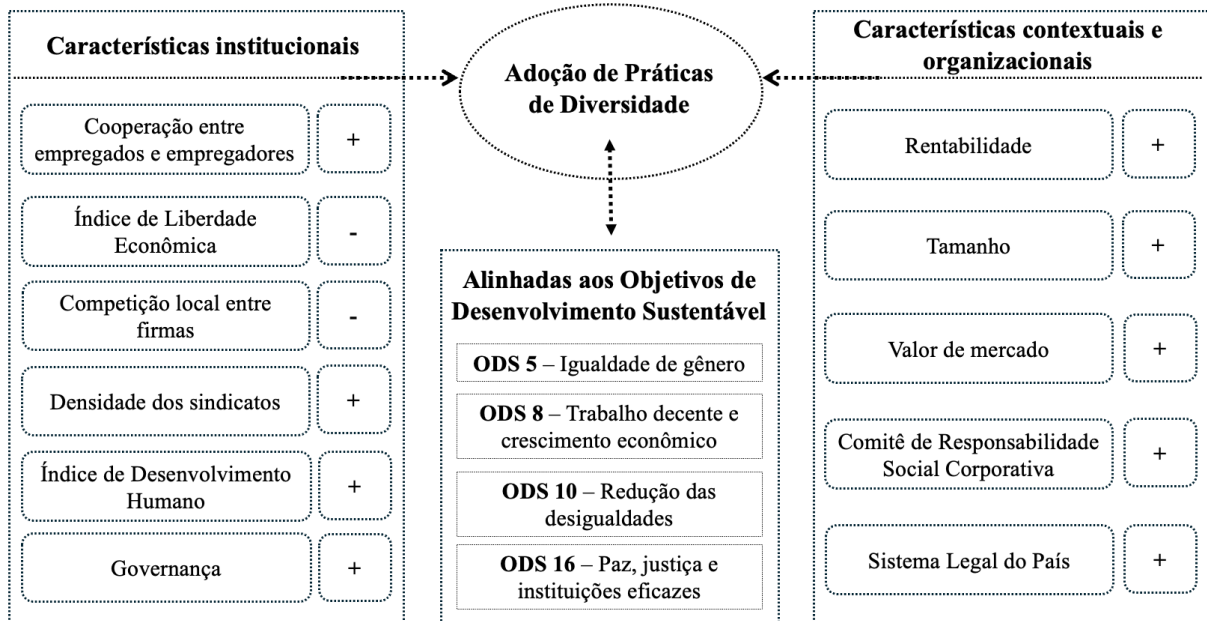 Características institucionais
Cooperação entre
empregados e empregadores
+
Índice de Liberdade
Econômica
-
Competição local entre
firmas
-
Densidade dos sindicatos
+
Índice de Desenvolvimento
Humano
+
Governança
+
Adoção de Práticas
de Diversidade
Alinhadas aos Objetivos de
Desenvolvimento Sustentável
ODS 5 – Igualdade de gênero
ODS 8 – Trabalho decente e
crescimento econômico
ODS 10 – Redução das
desigualdades
ODS 16 – Paz, justiça e
instituições eficazes
Características contextuais e
organizacionais
Rentabilidade
+
Tamanho
+
Valor de mercado
+
Comitê de Responsabilidade
Social Corporativa
+
Sistema Legal do País
+